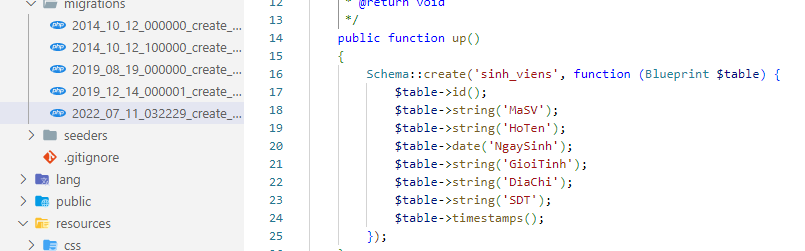 migrations
2014_10_12_000000_create_...
2014_10_12_100000_create_...
2019_08_19_000000_create_...
2019_12_14_000001_create_...
2022_07_11_032229_create_...
seeders
.gitignore
lang
public
resources
css
12 * @return void
13 */
14 public function up()
15 {
16 Schema::create('sinh_viens', function (Blueprint $table) {
17 $table->id();
18 $table->string('MaSV');
19 $table->string('HoTen');
20 $table->date('NgaySinh');
21 $table->string('GioiTinh');
22 $table->string('DiaChi');
23 $table->string('SDT');
24 $table->timestamps();
25 });